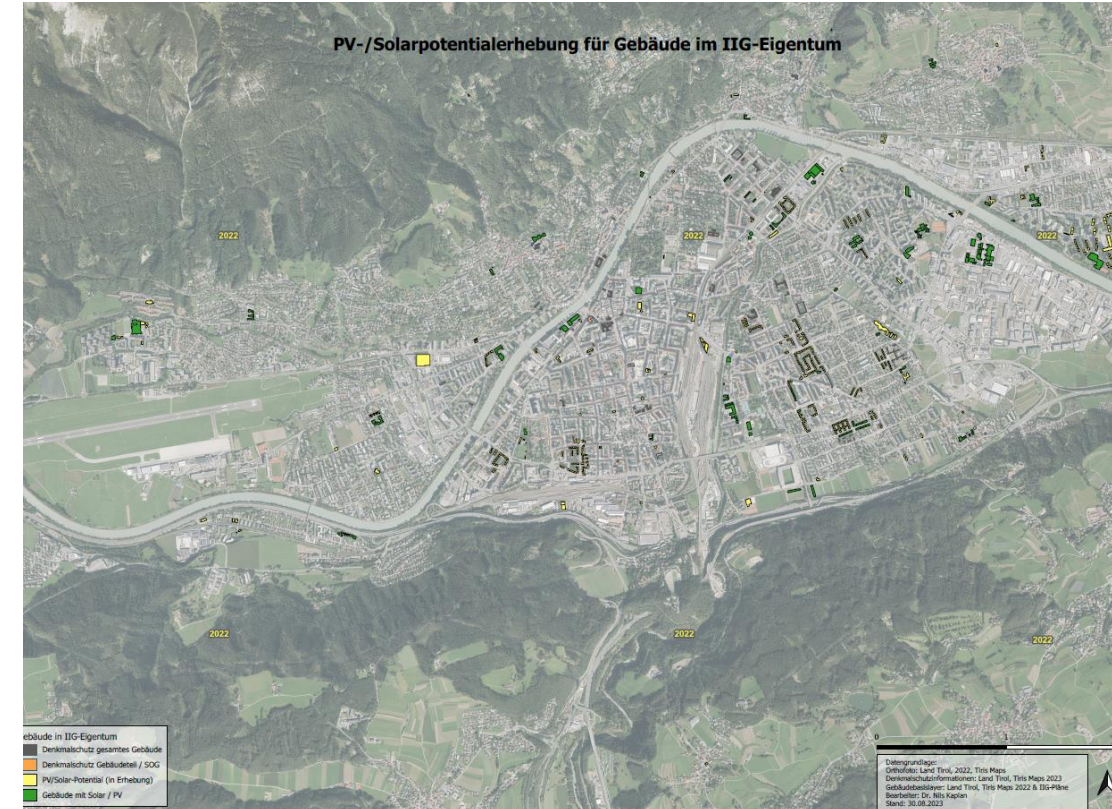 PV-/Solarpotentialerhebung für Gebäude im IIG-Eigentum
2022
2022
2022
2022
2022
2022
ebäude in IIG-Eigentum
Denkmalschutz gesamtes Gebäude
Denkmalschutz Gebäudeteil / SOG
PV/Solar-Potential (in Erhebung)
Gebäude mit Solar / PV
0 1
Datengrundlage:
Orthofoto: Land Tirol, 2022, Tiris Maps
Denkmalschutzinformationen: Land Tirol, Tiris Maps 2023
Gebäudebasislayer: Land Tirol, Tiris Maps 2022 & IIG-Pläne
Bearbeiter: Dr. Nils Kaplan
Stand: 30.08.2023